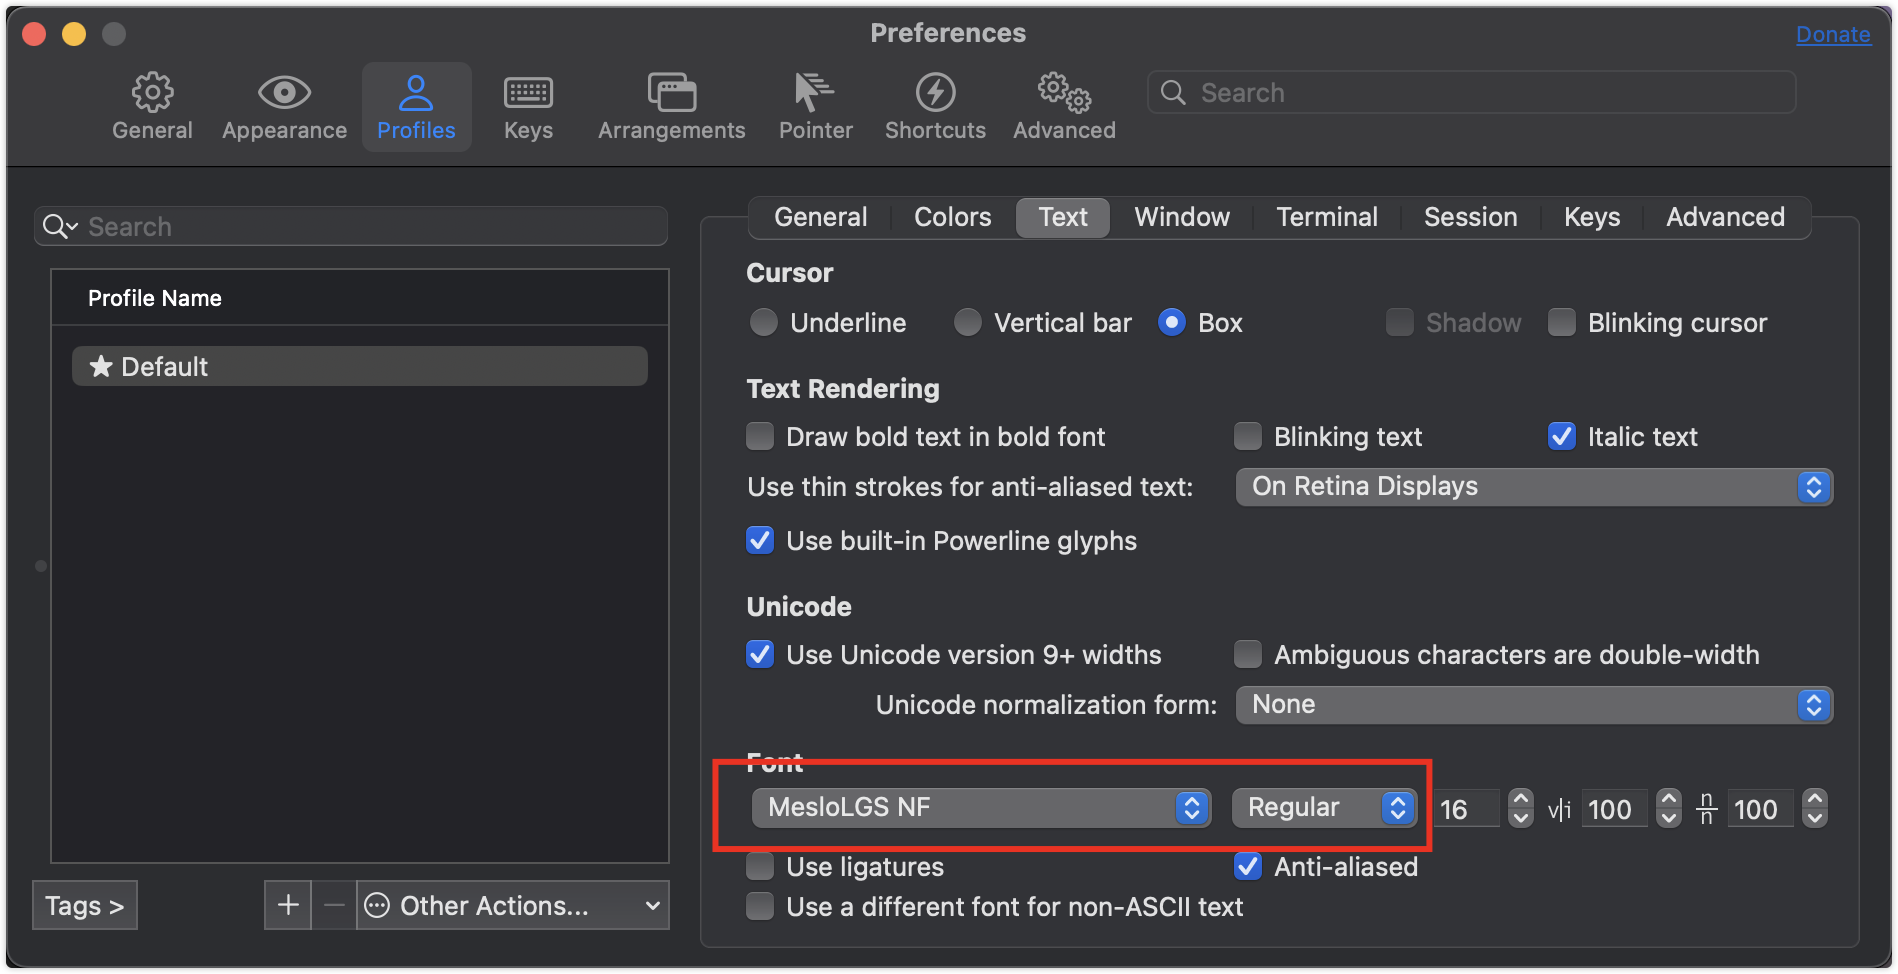 Preferences
Donate
General Appearance Profiles Keys Arrangements Pointer Shortcuts Advanced
Search
Search
Profile Name
Default
Tags >
Other Actions...
General Colors Text Window Terminal Session Keys Advanced
Cursor
Underline Vertical bar Box Shadow Blinking cursor
Text Rendering
Draw bold text in bold font Blinking text Italic text
Use thin strokes for anti-aliased text: On Retina Displays
Use built-in Powerline glyphs
Unicode
Use Unicode version 9+ widths Ambiguous characters are double-width
Unicode normalization form: None
Font
MesloLGS NF Regular 16 v|i 100 n/n 100
Use ligatures Anti-aliased
Use a different font for non-ASCII text